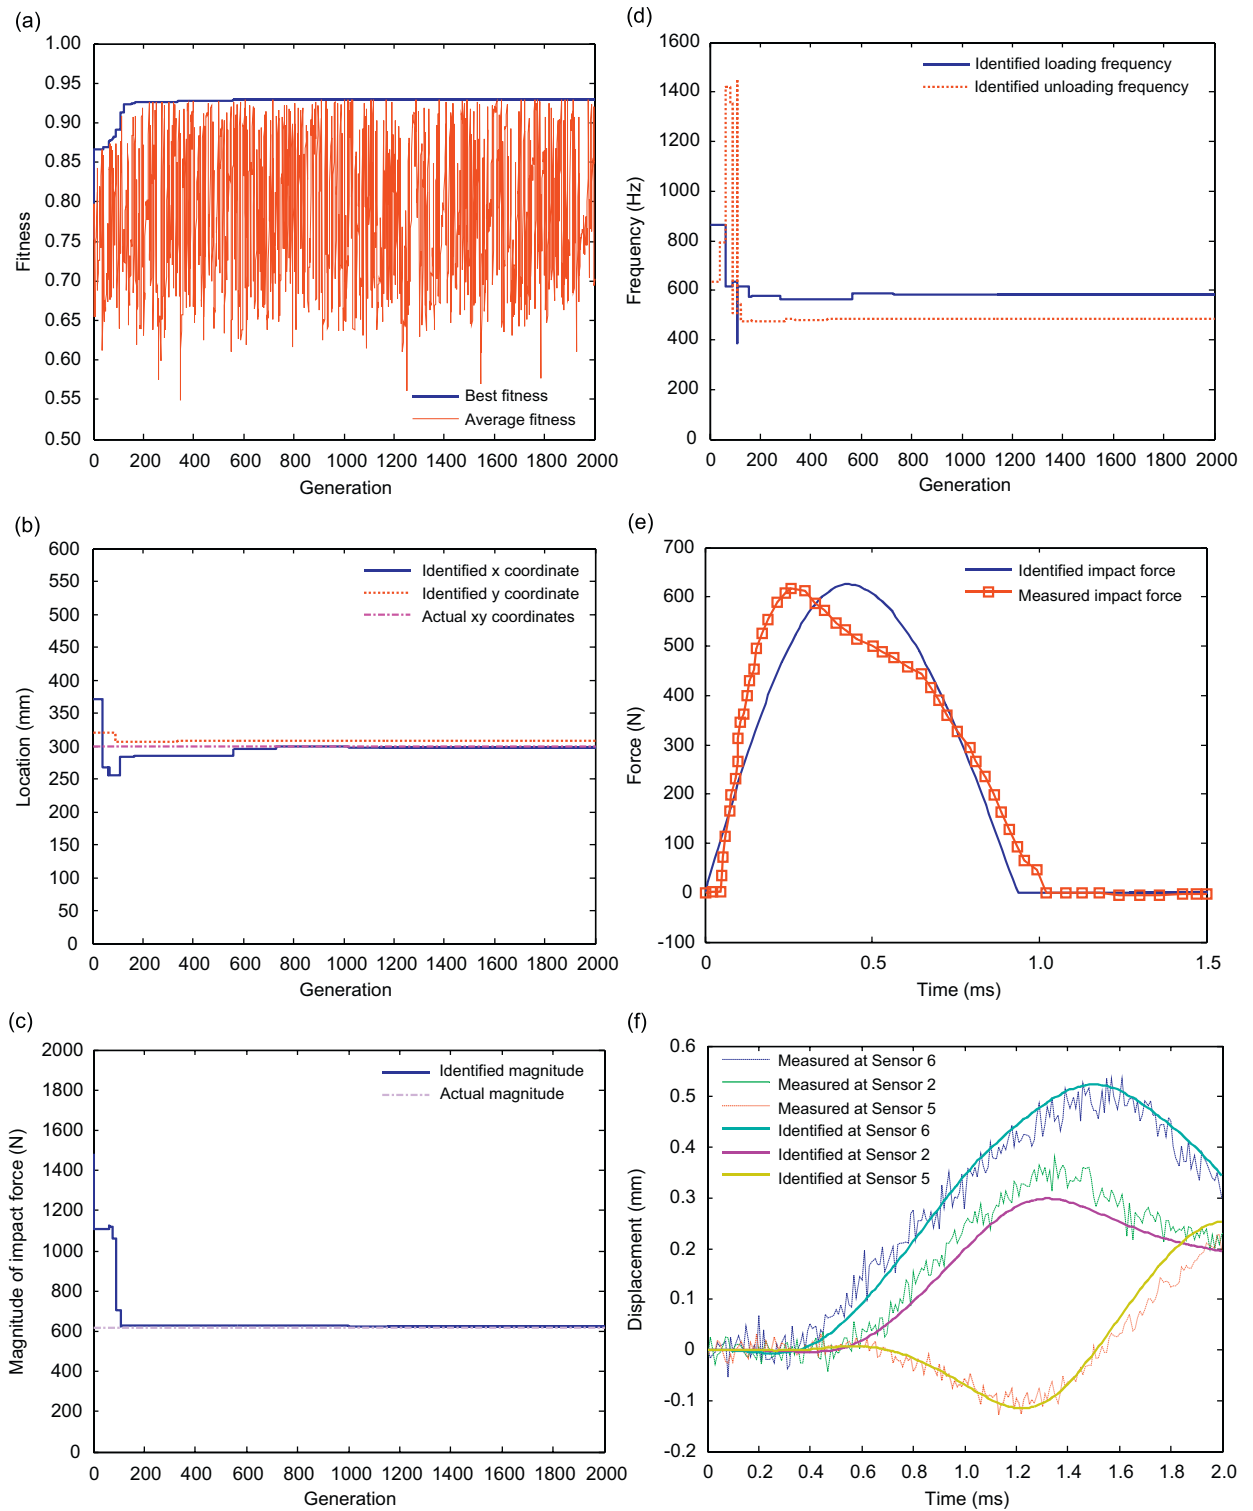 (a)
1.00
0.95
0.90
0.85
0.80
0.75
0.70
0.65
0.60
0.55
0.50
Fitness
Best fitness
Average fitness
0 200 400 600 800 1000 1200 1400 1600 1800 2000
Generation
(b)
600
550
500
450
400
350
300
250
200
150
100
50
0
Location (mm)
Identified x coordinate
Identified y coordinate
Actual xy coordinates
0 200 400 600 800 1000 1200 1400 1600 1800 2000
Generation
(c)
2000
1800
1600
1400
1200
1000
800
600
400
200
0
Magnitude of impact force (N)
Identified magnitude
Actual magnitude
0 200 400 600 800 1000 1200 1400 1600 1800 2000
Generation
(d)
1600
1400
1200
1000
800
600
400
200
0
Frequency (Hz)
Identified loading frequency
Identified unloading frequency
0 200 400 600 800 1000 1200 1400 1600 1800 2000
Generation
(e)
700
600
500
400
300
200
100
0
-100
Force (N)
Identified impact force
Measured impact force
0 0.5 1.0 1.5
Time (ms)
(f)
0.6
0.5
0.4
0.3
0.2
0.1
0
-0.1
-0.2
Displacement (mm)
Measured at Sensor 6
Measured at Sensor 2
Measured at Sensor 5
Identified at Sensor 6
Identified at Sensor 2
Identified at Sensor 5
0 0.2 0.4 0.6 0.8 1.0 1.2 1.4 1.6 1.8 2.0
Time (ms)